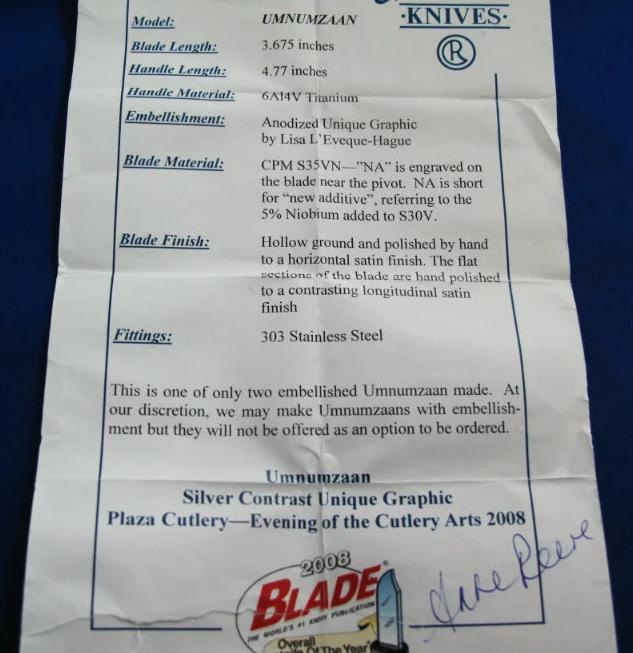 ·KNIVES·
®
Model: UMNUMZAAN
Blade Length: 3.675 inches
Handle Length: 4.77 inches
Handle Material: 6Al4V Titanium
Embellishment: Anodized Unique Graphic
by Lisa L'Eveque-Hague
Blade Material: CPM S35VN—"NA" is engraved on
the blade near the pivot. NA is short
for "new additive", referring to the
5% Niobium added to S30V.
Blade Finish: Hollow ground and polished by hand
to a horizontal satin finish. The flat
sections of the blade are hand polished
to a contrasting longitudinal satin
finish
Fittings: 303 Stainless Steel
This is one of only two embellished Umnumzaan made. At
our discretion, we may make Umnumzaans with embellish-
ment but they will not be offered as an option to be ordered.
Umnumzaan
Silver Contrast Unique Graphic
Plaza Cutlery—Evening of the Cutlery Arts 2008
2008
BLADE
THE WORLD'S #1 KNIFE PUBLICATION
Anne Reeve
Overall
Of The Year